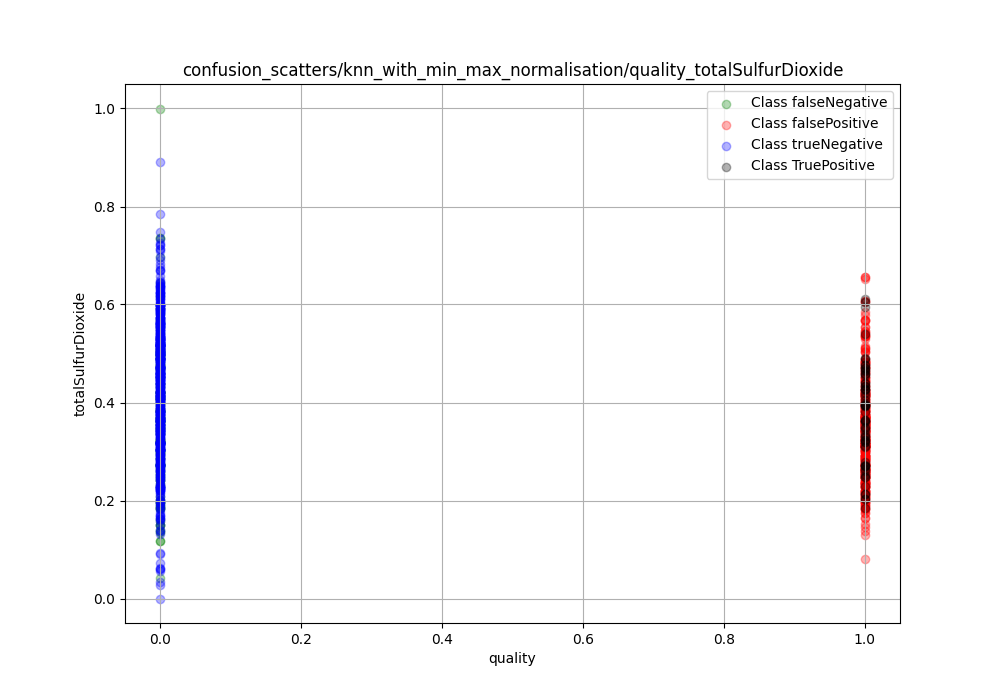 confusion_scatters/knn_with_min_max_normalisation/quality_totalSulfurDioxide
Class falseNegative
Class falsePositive
Class trueNegative
Class TruePositive
totalSulfurDioxide
1.0
0.8
0.6
0.4
0.2
0.0
0.0 0.2 0.4 0.6 0.8 1.0
quality